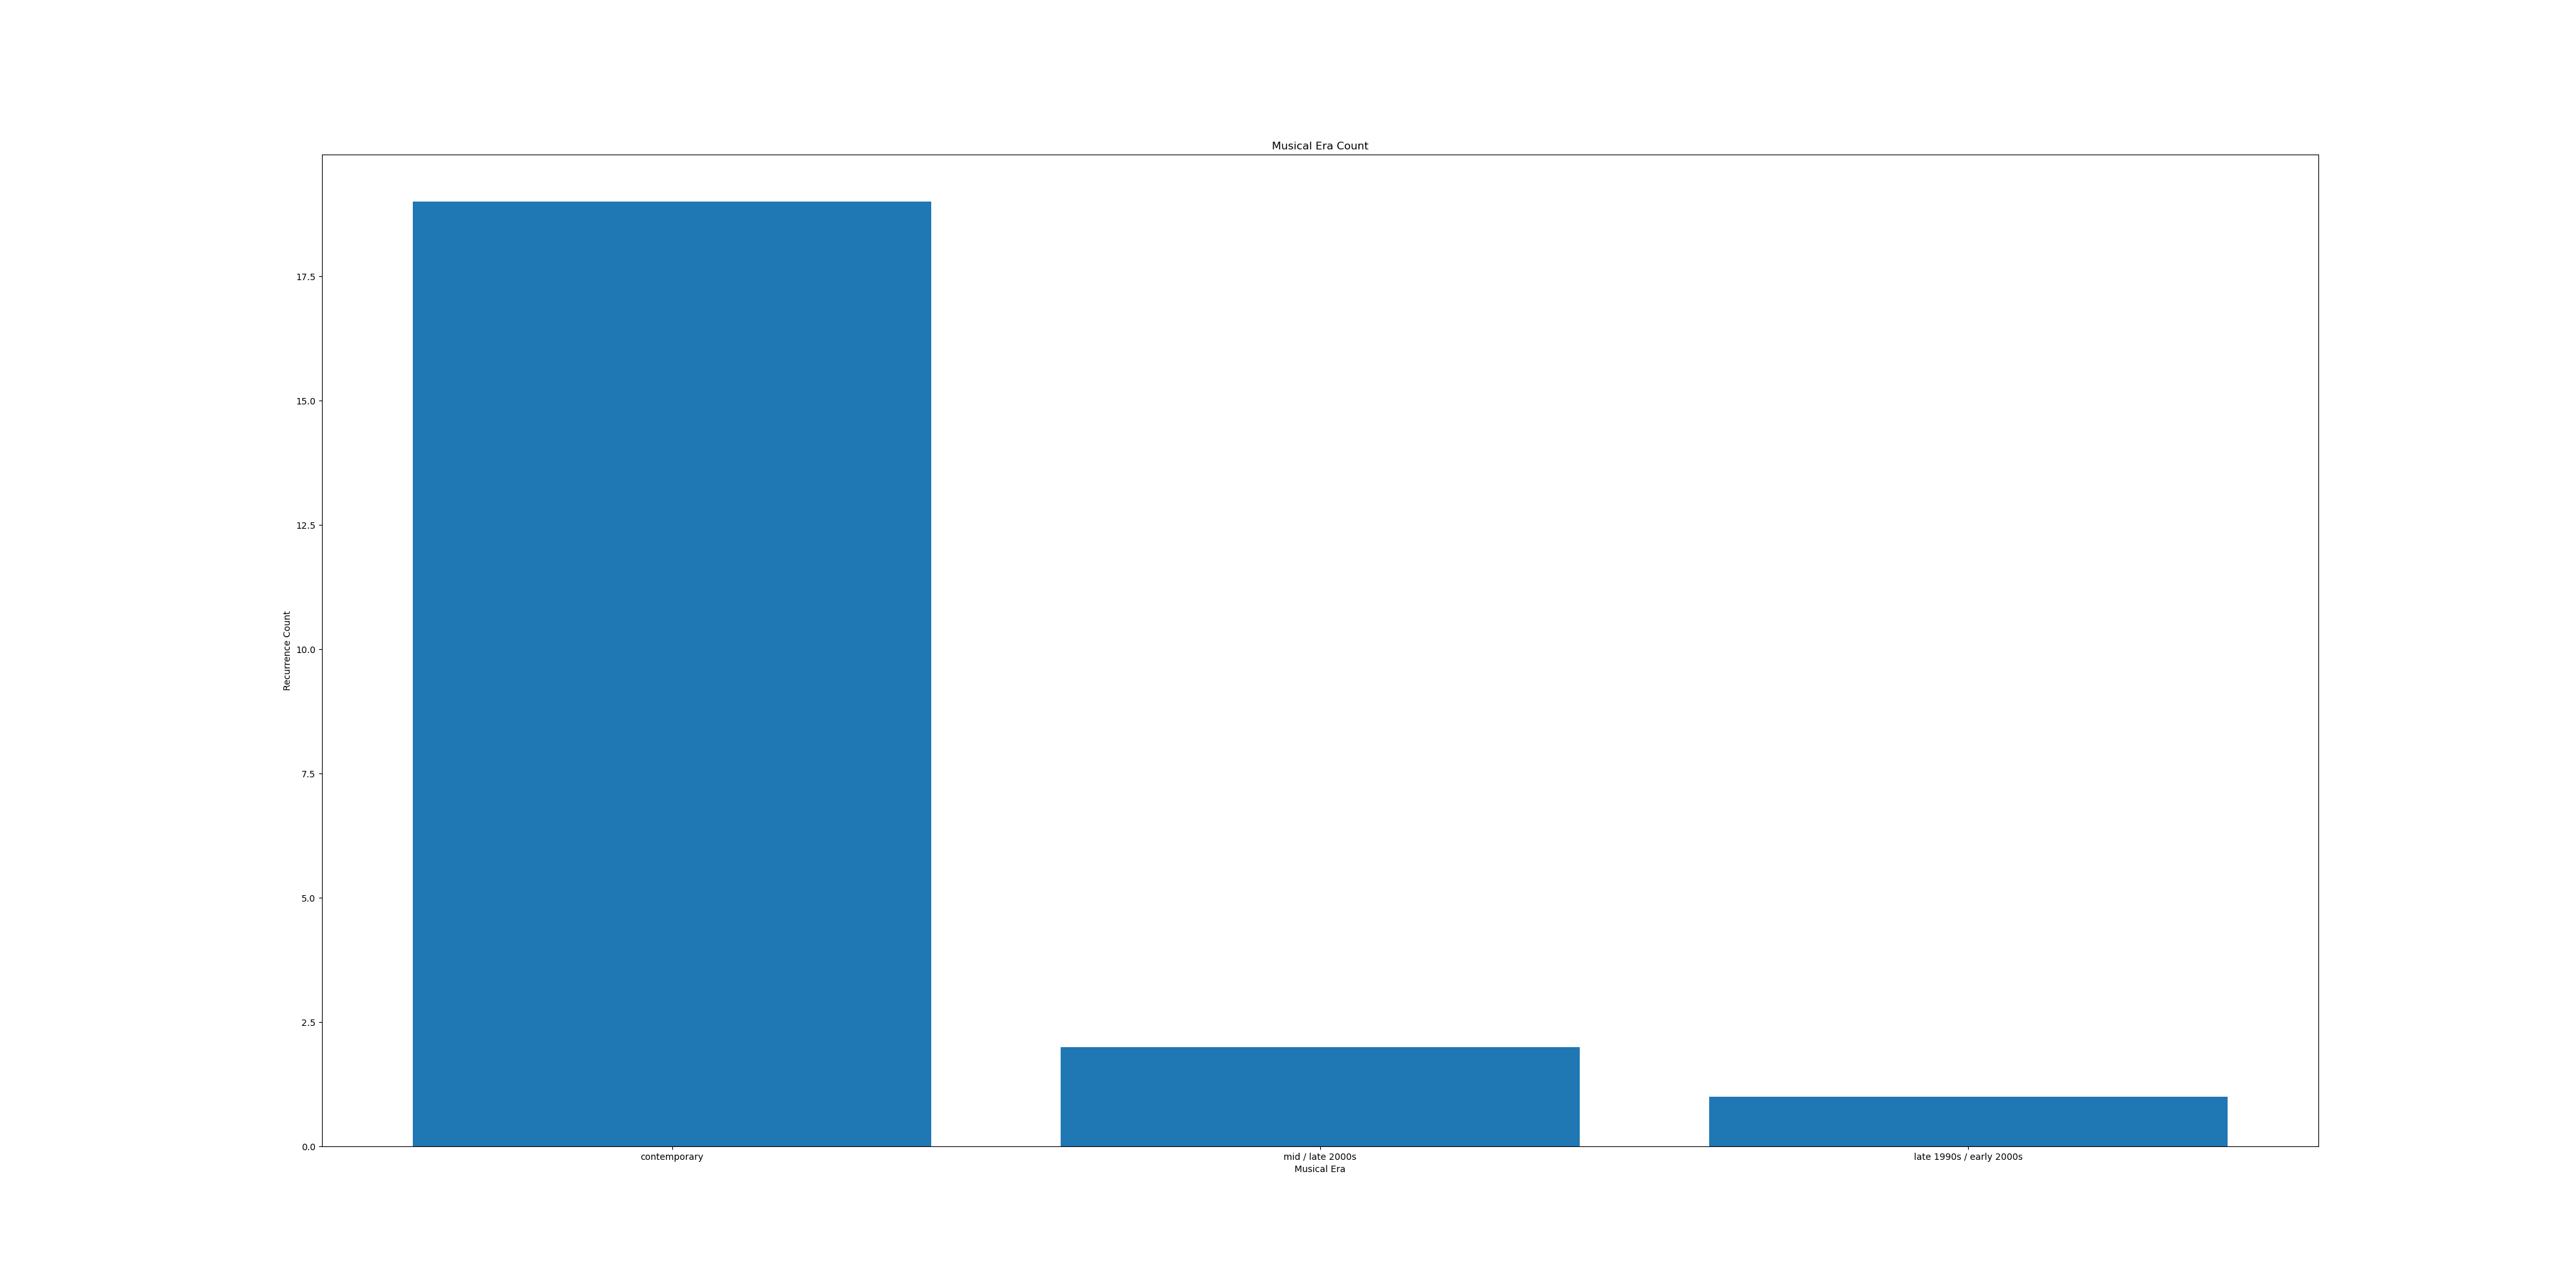 Musical Era Count
17.5
15.0
12.5
10.0
7.5
5.0
2.5
0.0
Recurrence Count
contemporary
mid / late 2000s
late 1990s / early 2000s
Musical Era